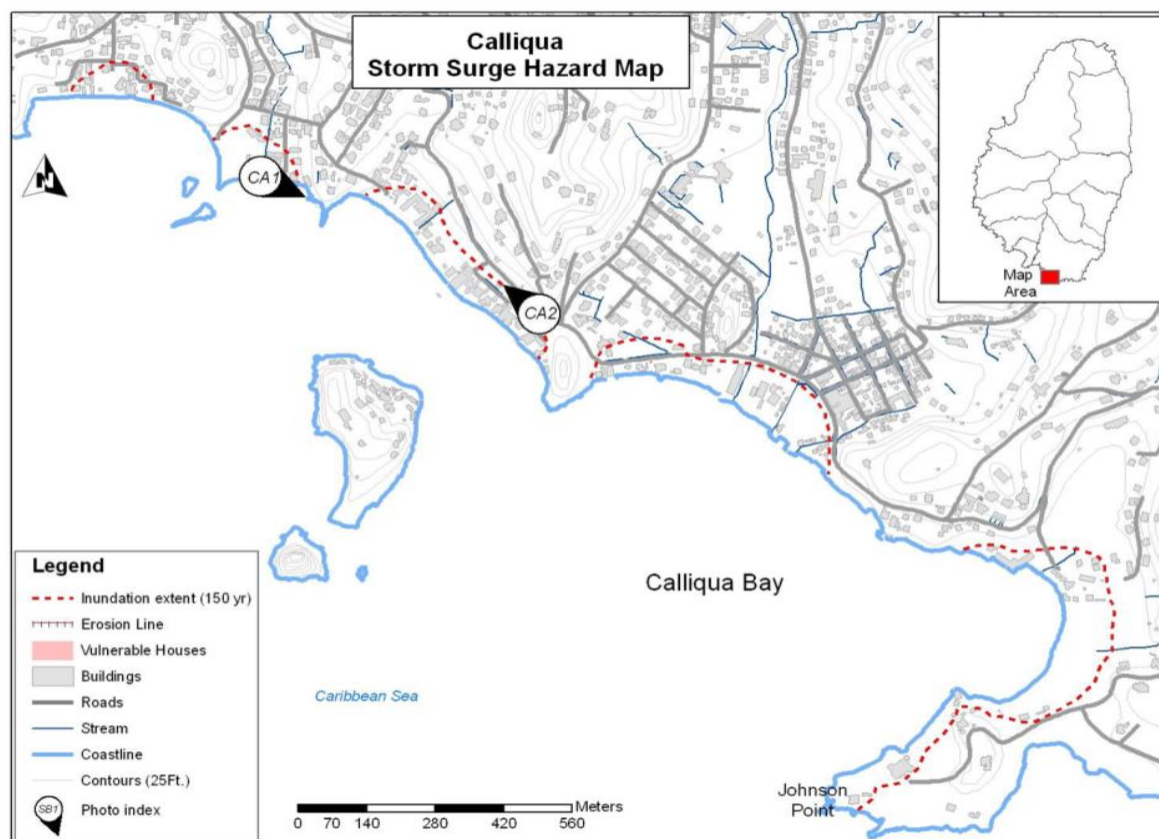 Calliqua
Storm Surge Hazard Map
N
CA1
CA2
Map
Area
Calliqua Bay
Caribbean Sea
Johnson
Point
Legend
Inundation extent (150 yr)
Erosion Line
Vulnerable Houses
Buildings
Roads
Stream
Coastline
Contours (25Ft.)
SB1 Photo index
Meters
0 70 140 280 420 560